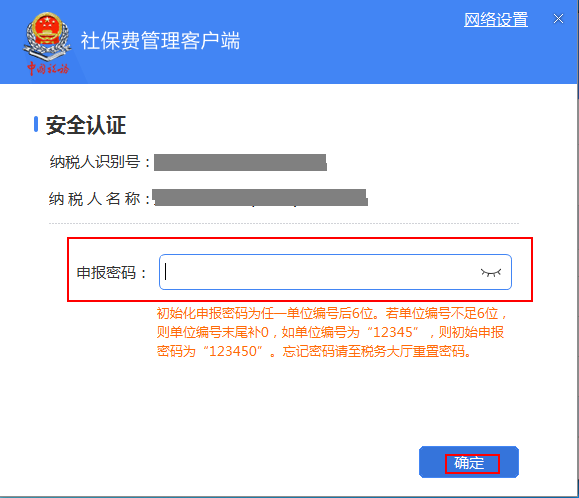 网络设置
社保费管理客户端
中国税务
安全认证
纳税人识别号：
纳税人名称：
申报密码：
初始化申报密码为任一单位编号后6位。若单位编号不足6位，
则单位编号末尾补0，如单位编号为“12345”，则初始申报
密码为“123450”。忘记密码请至税务大厅重置密码。
确定